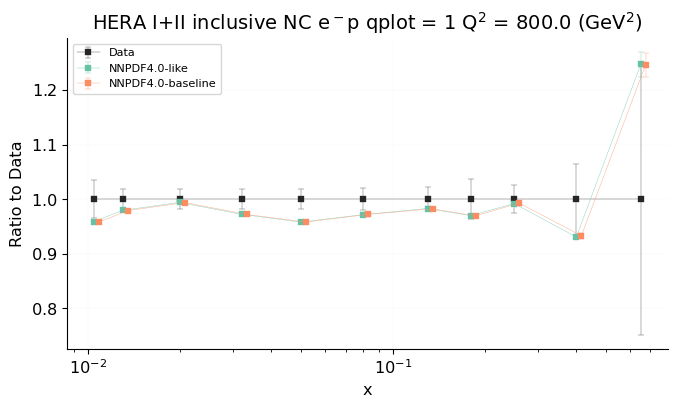 HERA I+II inclusive NC e⁻p qplot = 1 Q² = 800.0 (GeV²)
Data
NNPDF4.0-like
NNPDF4.0-baseline
Ratio to Data
1.2
1.1
1.0
0.9
0.8
10⁻² 10⁻¹
x